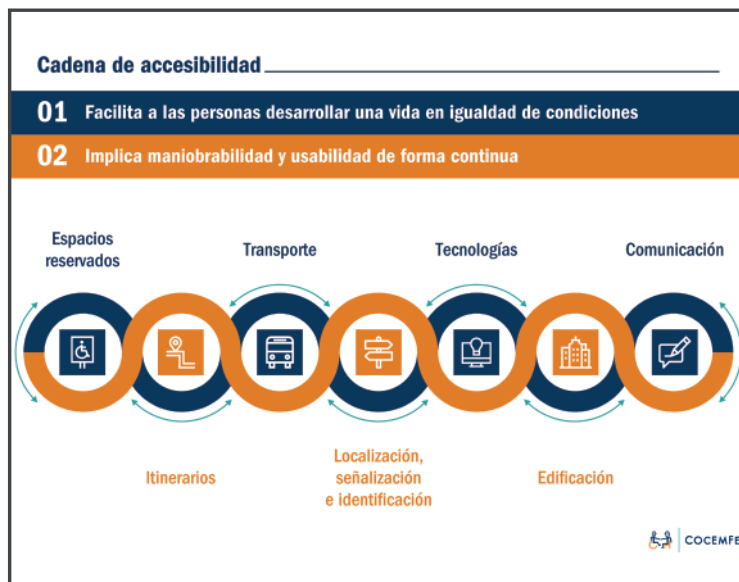 Cadena de accesibilidad
01 Facilita a las personas desarrollar una vida en igualdad de condiciones
02 Implica maniobrabilidad y usabilidad de forma continua
Espacios
reservados
Transporte
Tecnologías
Comunicación
Itinerarios
Localización,
señalización
e identificación
Edificación
COCEMFE